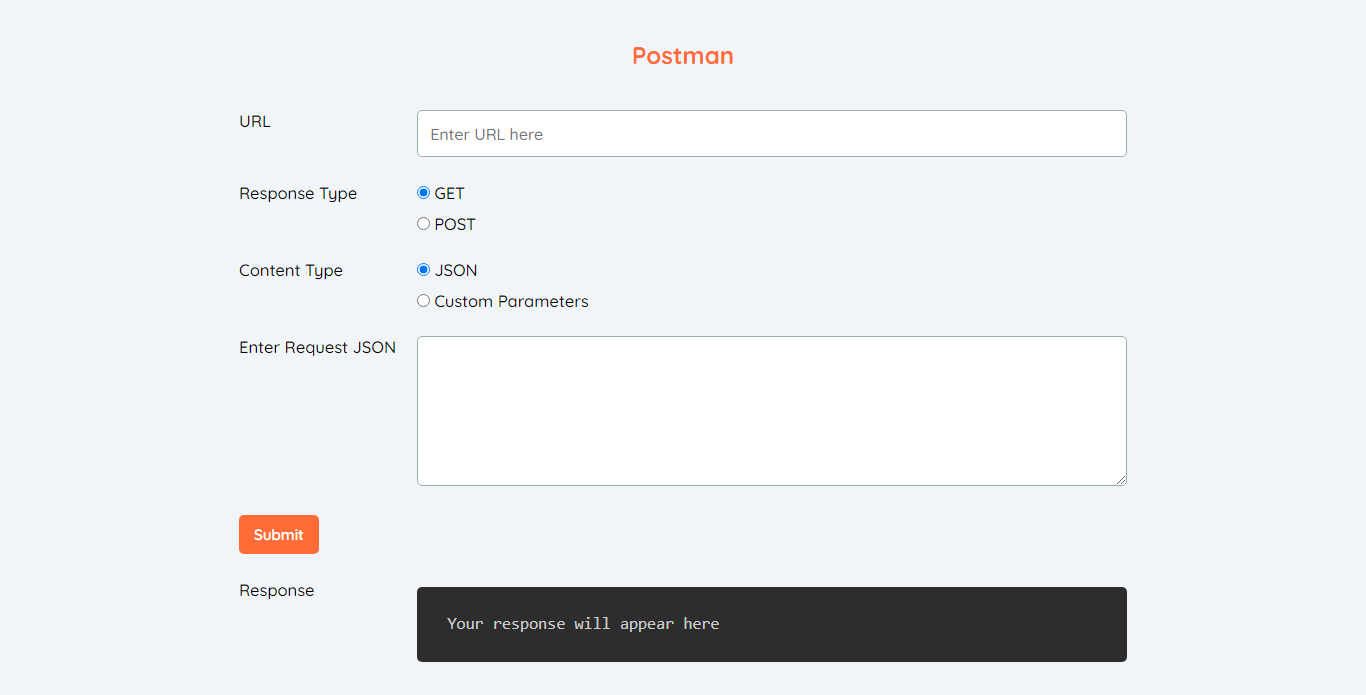 Postman
URL
Enter URL here
Response Type
GET
POST
Content Type
JSON
Custom Parameters
Enter Request JSON
Submit
Response
Your response will appear here